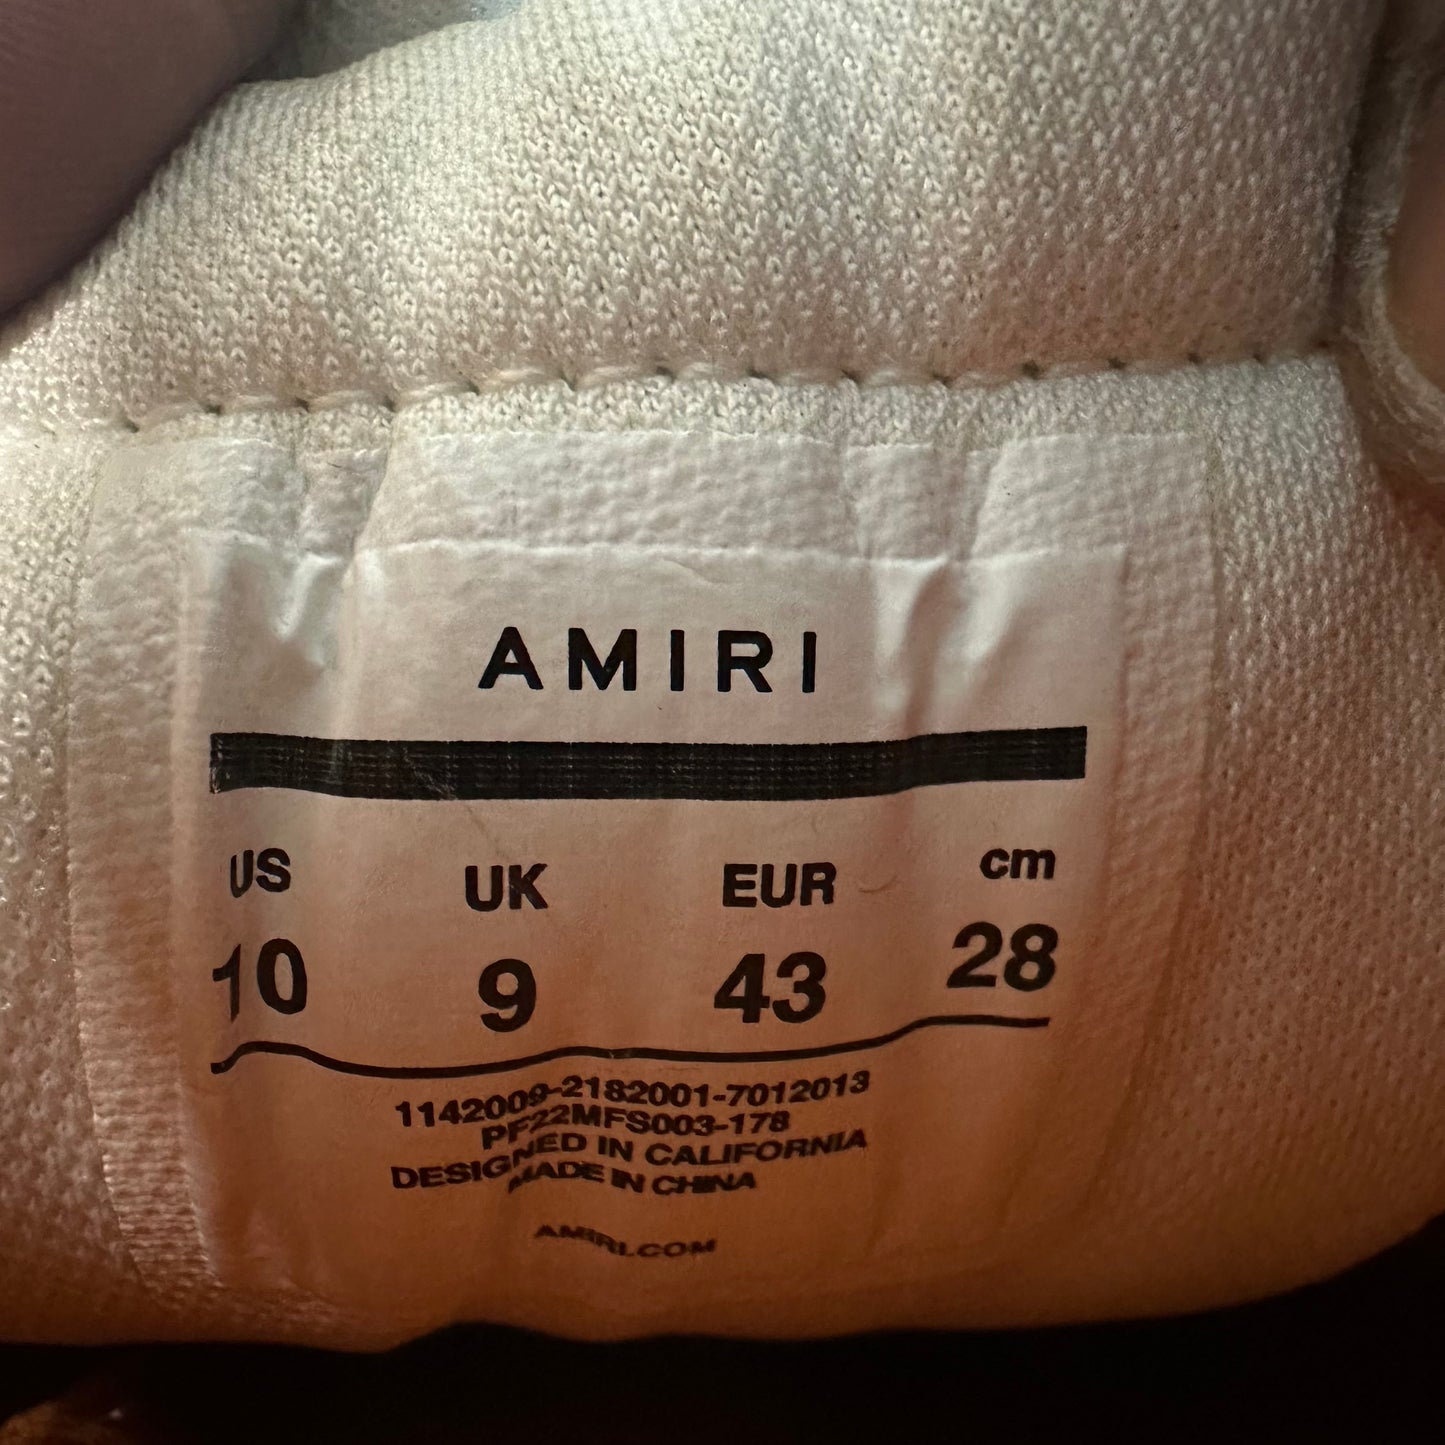 AMIRI
US UK EUR cm
10 9 43 28
1142009-2182001-7012013
PF22MFS003-178
DESIGNED IN CALIFORNIA
MADE IN CHINA
AMIRI.COM